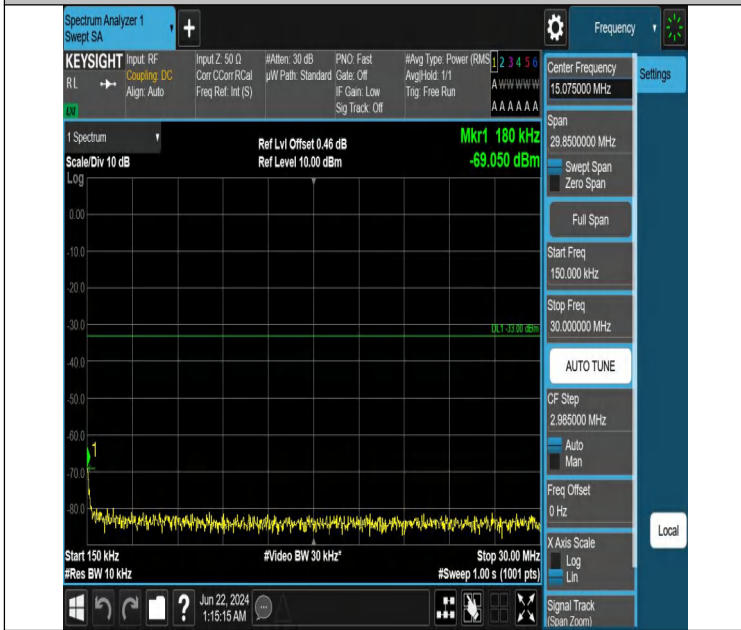 Spectrum Analyzer 1
Swept SA
+
Frequency
KEYSIGHT
RL
LXI
Input: RF
Coupling: DC
Align: Auto
Input Z: 50 Ω
Corr CCorr RCal
Freq Ref: Int (S)
#Atten: 30 dB
µW Path: Standard
PNO: Fast
Gate: Off
IF Gain: Low
Sig Track: Off
#Avg Type: Power (RMS
Avg|Hold: 1/1
Trig: Free Run
1 2 3 4 5 6
A W W W W W
A A A A A A
Center Frequency
15.075000 MHz
Settings
Span
29.8500000 MHz
Swept Span
Zero Span
Full Span
Start Freq
150.000 kHz
Stop Freq
30.000000 MHz
AUTO TUNE
CF Step
2.985000 MHz
Auto
Man
Freq Offset
0 Hz
X Axis Scale
Log
Lin
Signal Track
(Span Zoom)
Local
1 Spectrum
Scale/Div 10 dB
Ref Lvl Offset 0.46 dB
Ref Level 10.00 dBm
Mkr1 180 kHz
-69.050 dBm
Log
0.00
-10.0
-20.0
-30.0
DL1 -33.00 dBm
-40.0
-50.0
-60.0
1
-70.0
-80.0
Start 150 kHz
#Video BW 30 kHz*
Stop 30.00 MHz
#Res BW 10 kHz
#Sweep 1.00 s (1001 pts)
?
Jun 22, 2024
1:15:15 AM